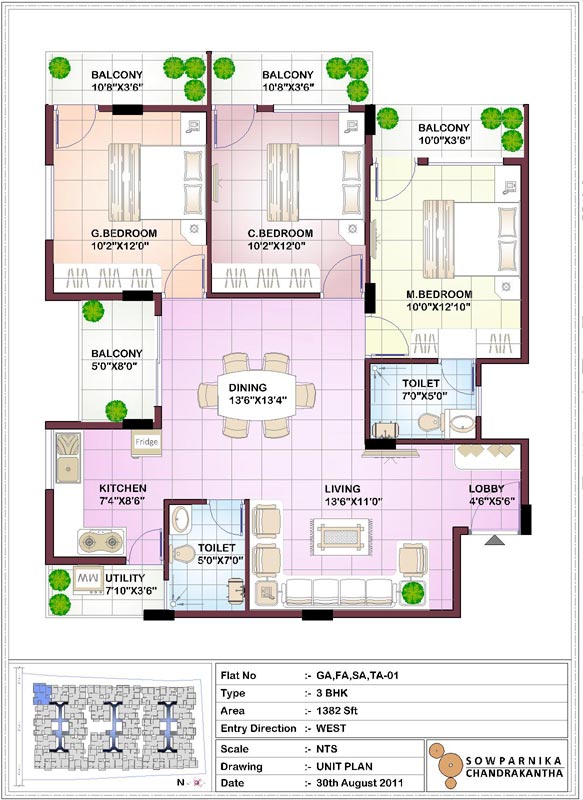 BALCONY
10'8"X3'6"
BALCONY
10'8"X3'6"
BALCONY
10'0"X3'6"
G.BEDROOM
10'2"X12'0"
C.BEDROOM
10'2"X12'0"
M.BEDROOM
10'0"X12'10"
BALCONY
5'0"X8'0"
DINING
13'6"X13'4"
TOILET
7'0"X5'0"
Fridge
KITCHEN
7'4"X8'6"
LIVING
13'6"X11'0"
LOBBY
4'6"X5'6"
TOILET
5'0"X7'0"
MW
UTILITY
7'10"X3'6"
Flat No :- GA,FA,SA,TA-01
Type :- 3 BHK
Area :- 1382 Sft
Entry Direction :- WEST
Scale :- NTS
Drawing :- UNIT PLAN
Date :- 30th August 2011
SOWPARNIKA
CHANDRAKANTHA
N